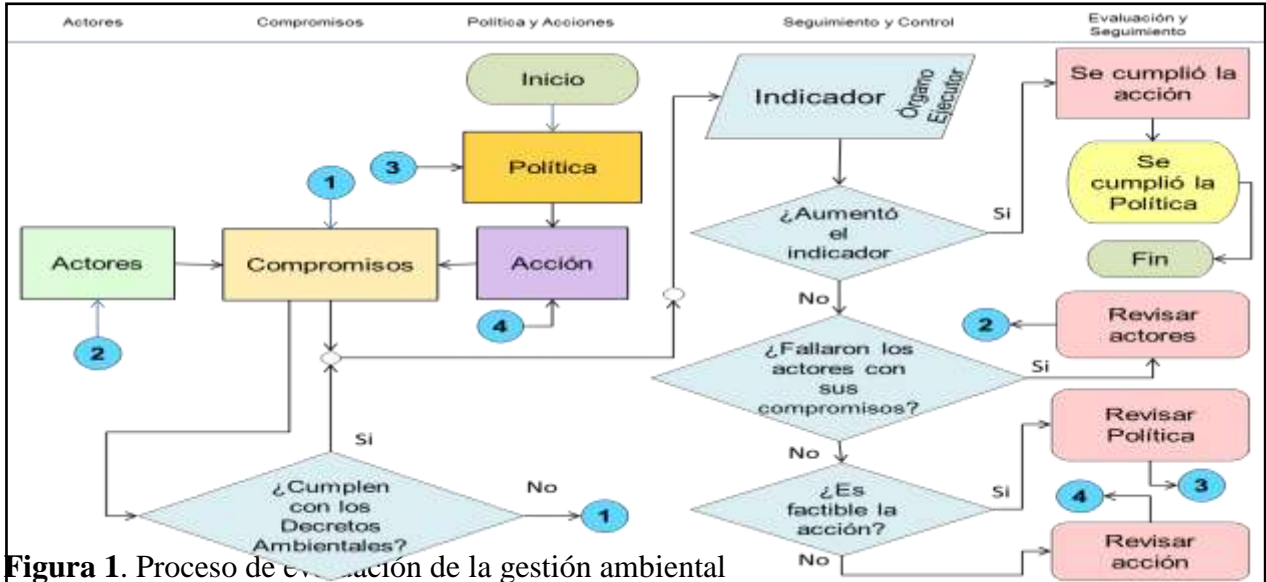 Actores
Compromisos
Política y Acciones
Seguimiento y Control
Evaluación y
Seguimiento
Inicio
Política
3
1
Actores
Compromisos
Acción
2
4
Si
¿Cumplen
con los
Decretos
Ambientales?
No
1
Indicador
Órgano
Ejecutor
¿Aumentó
el
indicador
Si
No
¿Fallaron los
actores con
sus
compromisos?
Si
No
¿Es
factible la
acción?
Si
No
Se cumplió la
acción
Se
cumplió la
Política
Fin
2
Revisar
actores
Revisar
Política
4
3
Revisar
acción
Figura 1. Proceso de evaluación de la gestión ambiental